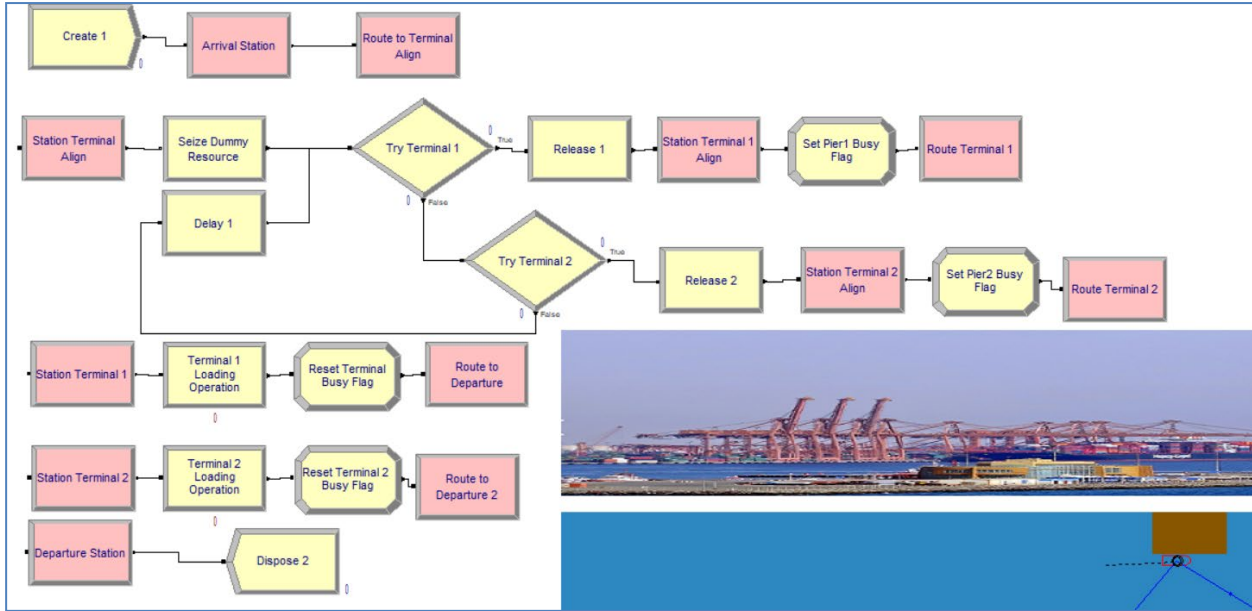 Create 1
0
Arrival Station
Route to Terminal
Align
Station Terminal
Align
Seize Dummy
Resource
Try Terminal 1
0
True
0
False
Release 1
Station Terminal 1
Align
Set Pier1 Busy
Flag
Route Terminal 1
Delay 1
Try Terminal 2
0
True
0
False
Release 2
Station Terminal 2
Align
Set Pier2 Busy
Flag
Route Terminal 2
Station Terminal 1
Terminal 1
Loading
Operation
0
Reset Terminal
Busy Flag
Route to
Departure
Station Terminal 2
Terminal 2
Loading
Operation
0
Reset Terminal 2
Busy Flag
Route to
Departure 2
Departure Station
Dispose 2
0